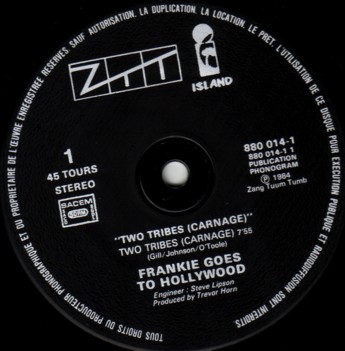 TOUS DROITS DU PRODUCTEUR PHONOGRAPHIQUE ET DU PROPRIETAIRE DE L'ŒUVRE ENREGISTREE RESERVES. SAUF AUTORISATION, LA DUPLICATION, LA LOCATION, LE PRET, L'UTILISATION DE CE DISQUE POUR EXECUTION PUBLIQUE ET RADIODIFFUSION SONT INTERDITS
ZTT
ISLAND
1
45 TOURS
STEREO
SACEM
880 014-1
880 014-1 1
PUBLICATION
PHONOGRAM
℗ 1984
Zang Tuum Tumb
"TWO TRIBES (CARNAGE)"
TWO TRIBES (CARNAGE) 7'55
(Gill/Johnson/O'Toole)
FRANKIE GOES
TO HOLLYWOOD
Engineer : Steve Lipson
Produced by Trevor Horn